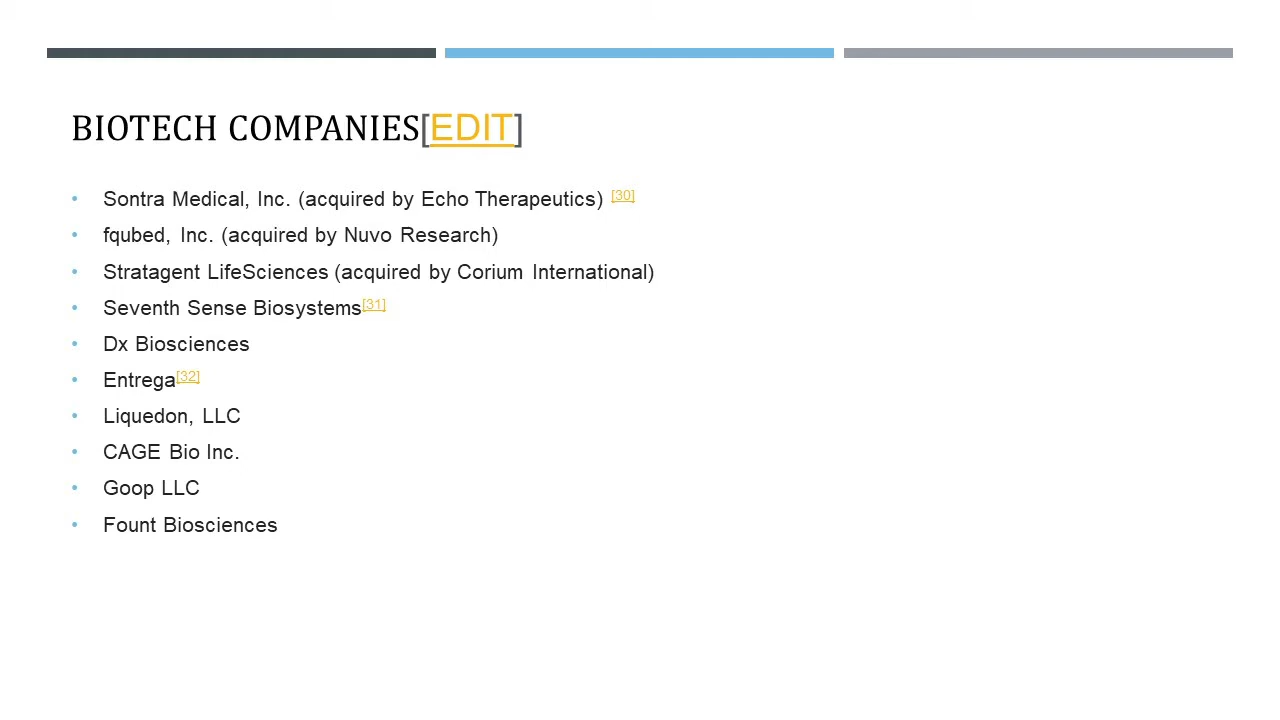 BIOTECH COMPANIES[EDIT]
• Sontra Medical, Inc. (acquired by Echo Therapeutics) [30]
• fqubed, Inc. (acquired by Nuvo Research)
• Stratagent LifeSciences (acquired by Corium International)
• Seventh Sense Biosystems[31]
• Dx Biosciences
• Entrega[32]
• Liquedon, LLC
• CAGE Bio Inc.
• Goop LLC
• Fount Biosciences